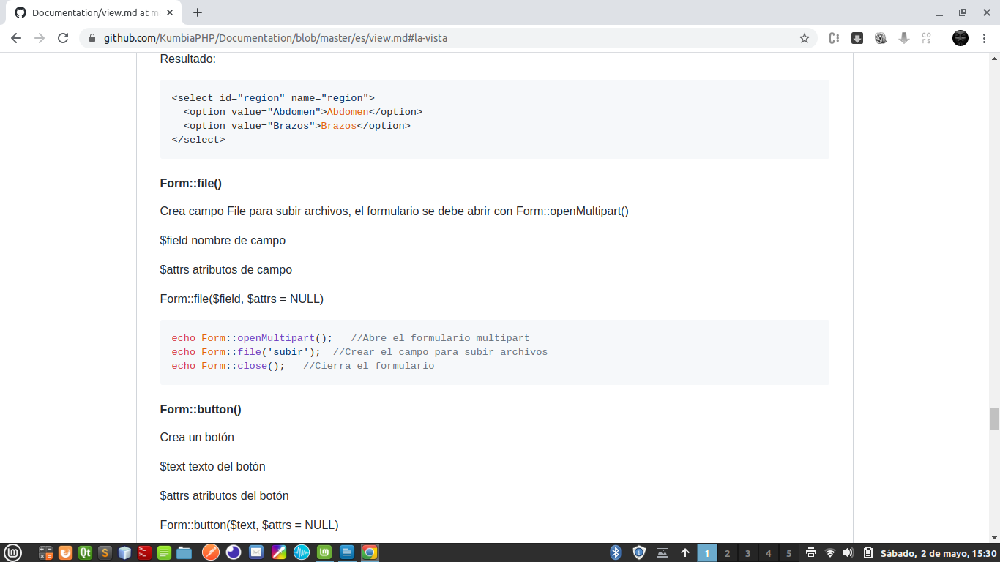 Documentation/view.md at m
github.com/KumbiaPHP/Documentation/blob/master/es/view.md#la-vista
co
rs
Resultado:
<select id="region" name="region">
  <option value="Abdomen">Abdomen</option>
  <option value="Brazos">Brazos</option>
</select>
Form::file()
Crea campo File para subir archivos, el formulario se debe abrir con Form::openMultipart()
$field nombre de campo
$attrs atributos de campo
Form::file($field, $attrs = NULL)
echo Form::openMultipart();   //Abre el formulario multipart
echo Form::file('subir');  //Crear el campo para subir archivos
echo Form::close();   //Cierra el formulario
Form::button()
Crea un botón
$text texto del botón
$attrs atributos del botón
Form::button($text, $attrs = NULL)
Qt
S
1 2 3 4 5
Sábado, 2 de mayo, 15:30